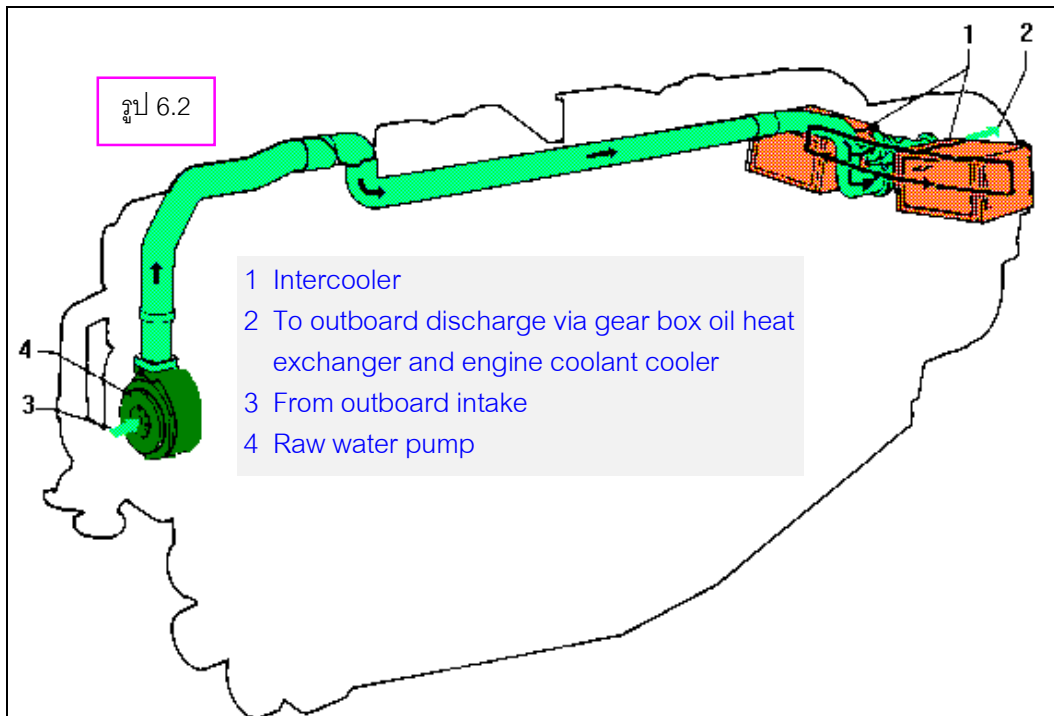 1 2
รูป 6.2
1 Intercooler
2 To outboard discharge via gear box oil heat
exchanger and engine coolant cooler
3 From outboard intake
4 Raw water pump
4
3